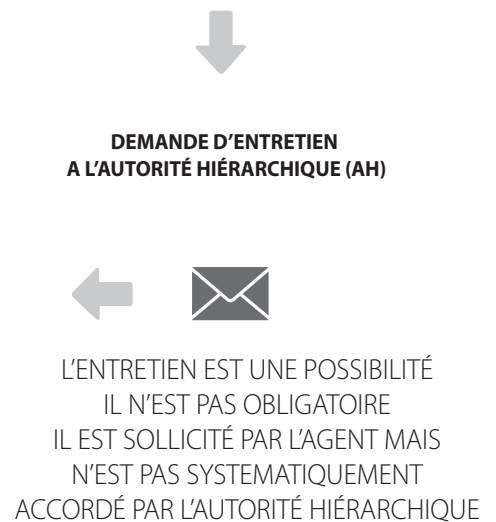 DEMANDE D’ENTRETIEN
A L’AUTORITÉ HIÉRARCHIQUE (AH)
L’ENTRETIEN EST UNE POSSIBILITÉ
IL N’EST PAS OBLIGATOIRE
IL EST SOLLICITÉ PAR L’AGENT MAIS
N’EST PAS SYSTEMATIQUEMENT
ACCORDÉ PAR L’AUTORITÉ HIÉRARCHIQUE